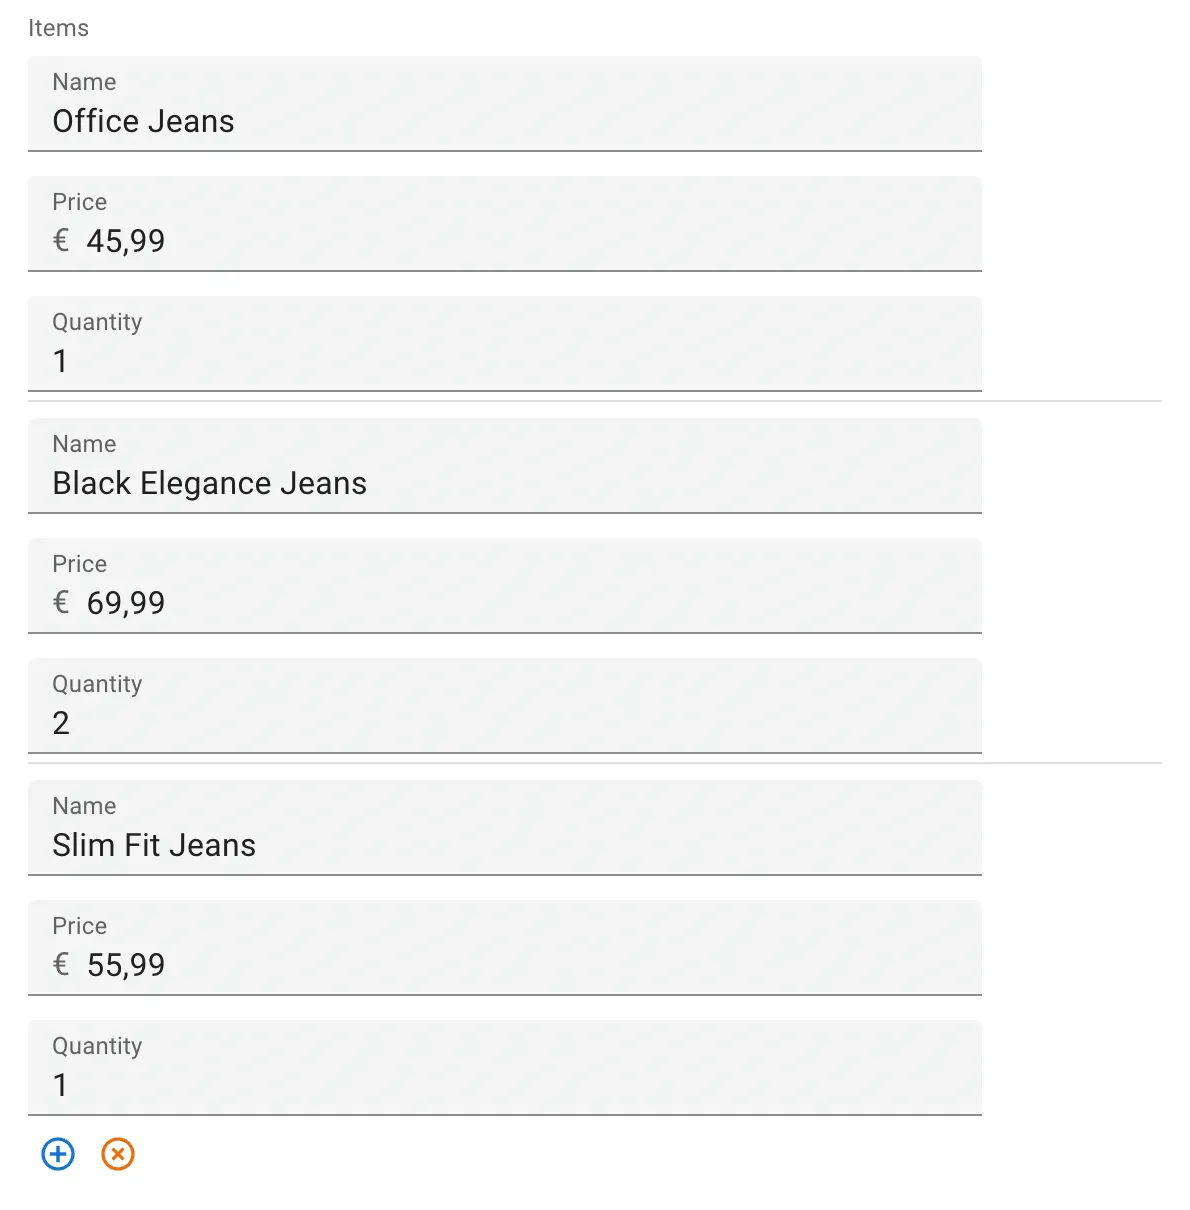 Items
Name
Office Jeans
Price
€ 45,99
Quantity
1
Name
Black Elegance Jeans
Price
€ 69,99
Quantity
2
Name
Slim Fit Jeans
Price
€ 55,99
Quantity
1